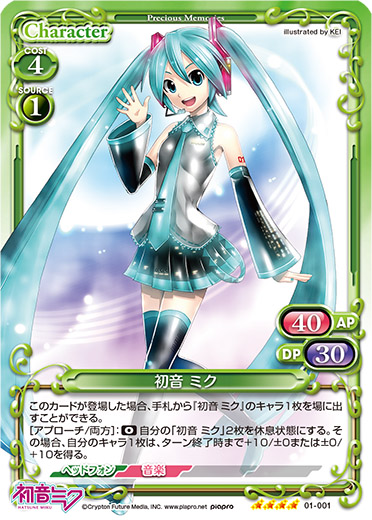 Precious Memories
Character
illustrated by KEI
COST
4
SOURCE
1
01
40 AP
DP 30
初音 ミク
このカードが登場した場合、手札から『初音 ミク』のキャラ1枚を場に出
すことができる。
[アプローチ/両方]:O 自分の『初音 ミク』2枚を休息状態にする。そ
の場合、自分のキャラ1枚は、ターン終了時まで+10/±0または±0/
+10を得る。
ヘッドフォン 音楽
初音ミク
HATSUNE MIKU
©Crypton Future Media, INC. www.piapro.net piapro
★★★★ 01-001